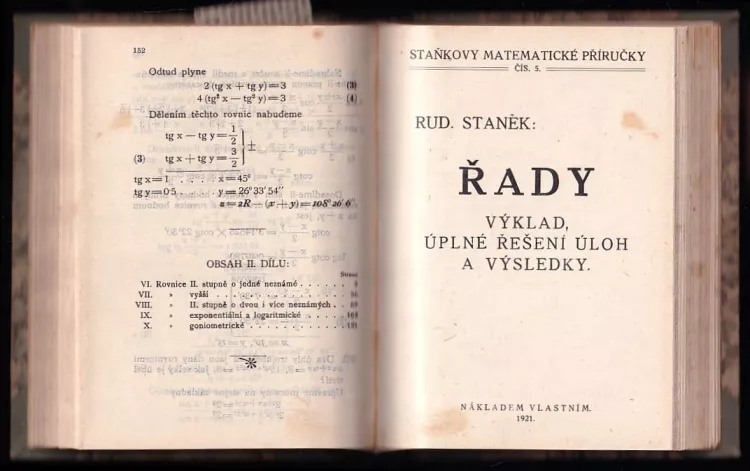 152
Odtud plyne
2 (tg x + tg y) = 3 (3)
4 (tg² x — tg² y) = 3 (4)
Dělením těchto rovnic nabudeme
tg x — tg y = 1/2
(3) tg x + tg y = 3/2 } ±
tg x = 1 . . . . x = 45°
tg y = 0·5 . . . . y = 26° 33′ 54″
z = 2R — (x + y) = 108° 26′ 6″
OBSAH II. DÍLU:
VI. Rovnice II. stupně o jedné neznámé . . . . . . .
VII. „ vyšší . . . . . . . . . . . . . . . .
VIII. „ II. stupně o dvou i více neznámých . .
IX. „ exponentiální a logaritmické . . . . .
X. „ goniometrické . . . . . . . . . . . .
STAŇKOVY MATEMATICKÉ PŘÍRUČKY
ČÍS. 5.
RUD. STANĚK:
ŘADY
VÝKLAD,
ÚPLNÉ ŘEŠENÍ ÚLOH
A VÝSLEDKY.
NÁKLADEM VLASTNÍM.
1921.